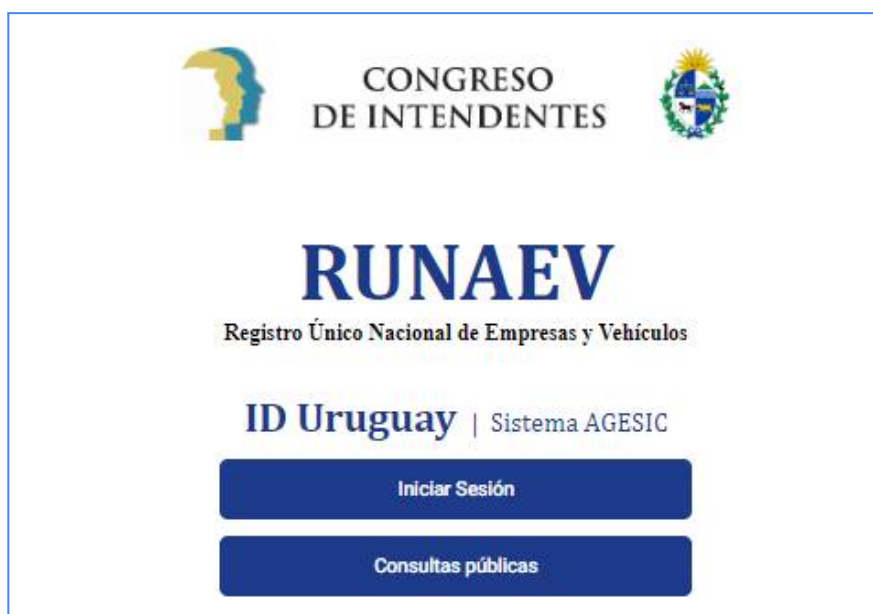 CONGRESO
DE INTENDENTES
RUNAEV
Registro Único Nacional de Empresas y Vehículos
ID Uruguay | Sistema AGESIC
Iniciar Sesión
Consultas públicas